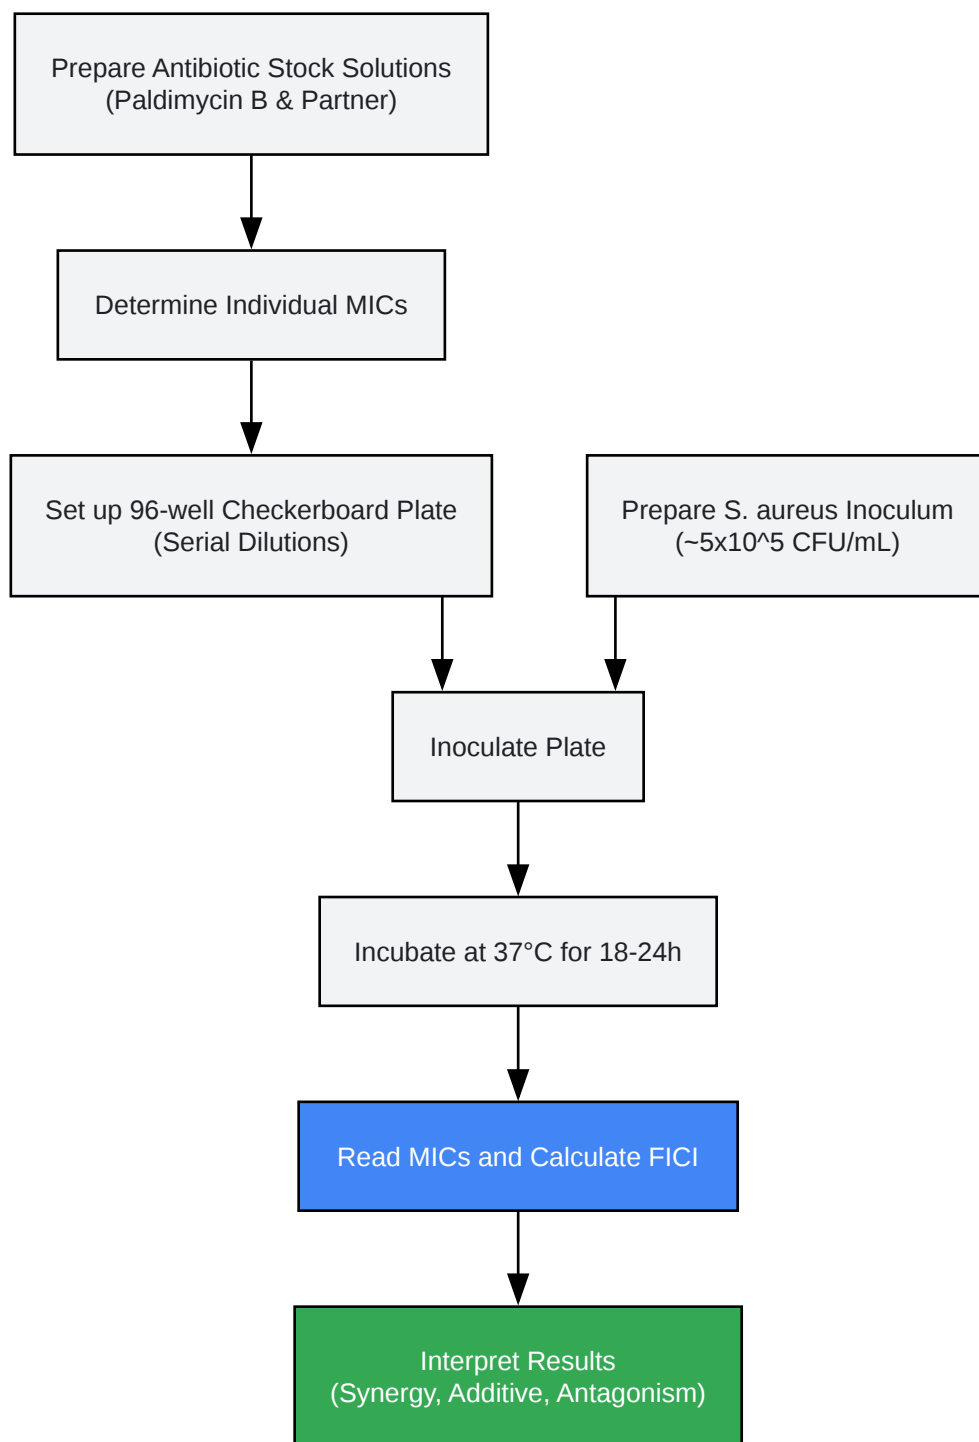 Prepare Antibiotic Stock Solutions
(Paldimycin B & Partner)
Determine Individual MICs
Set up 96-well Checkerboard Plate
(Serial Dilutions)
Prepare S. aureus Inoculum
(~5x10^5 CFU/mL)
Inoculate Plate
Incubate at 37°C for 18-24h
Read MICs and Calculate FICI
Interpret Results
(Synergy, Additive, Antagonism)